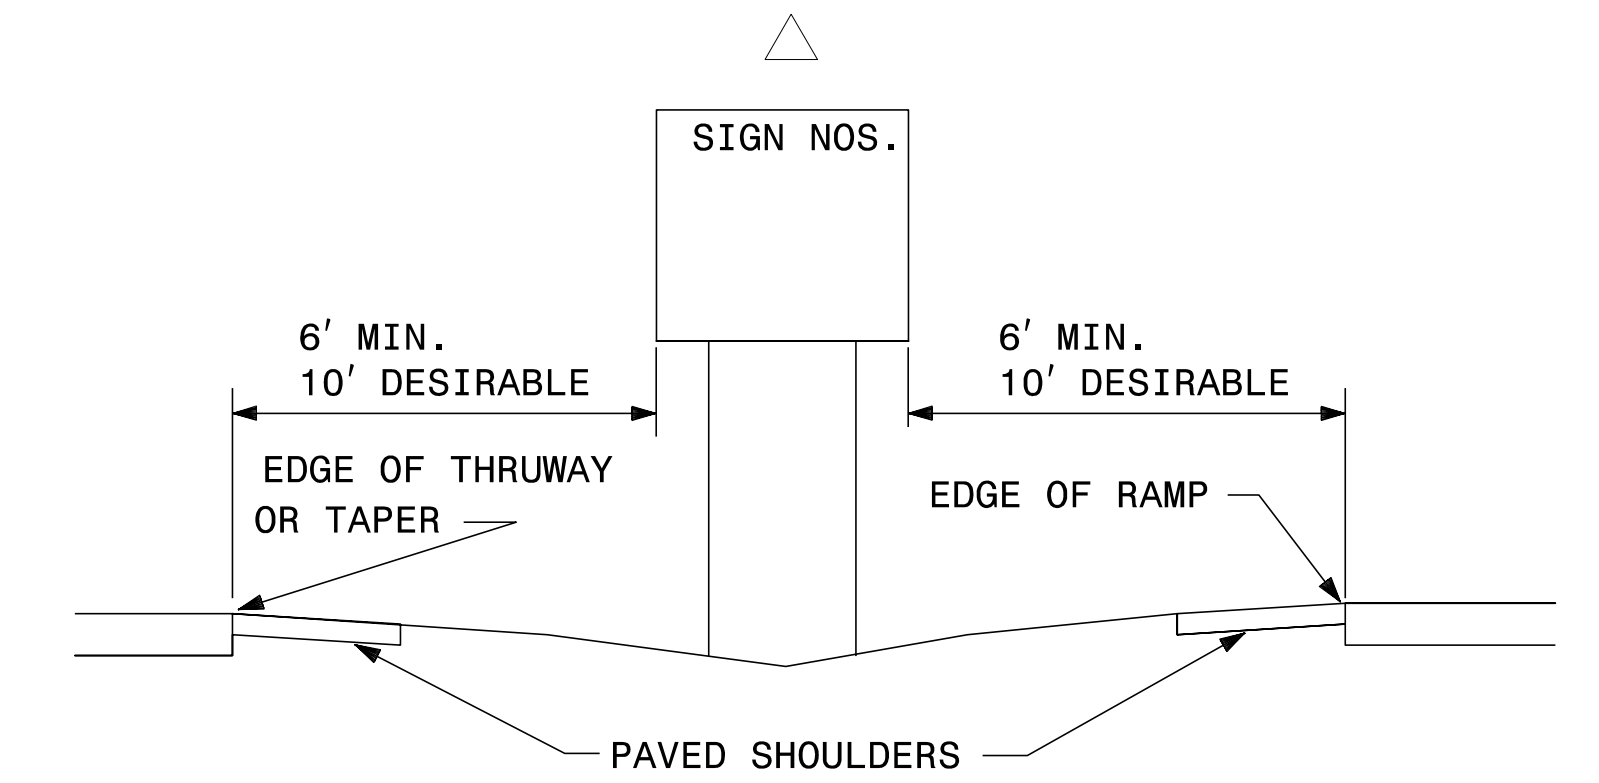 SIGN NOS.
6' MIN.
10' DESIRABLE
6' MIN.
10' DESIRABLE
EDGE OF THRUWAY
OR TAPER
EDGE OF RAMP
PAVED SHOULDERS